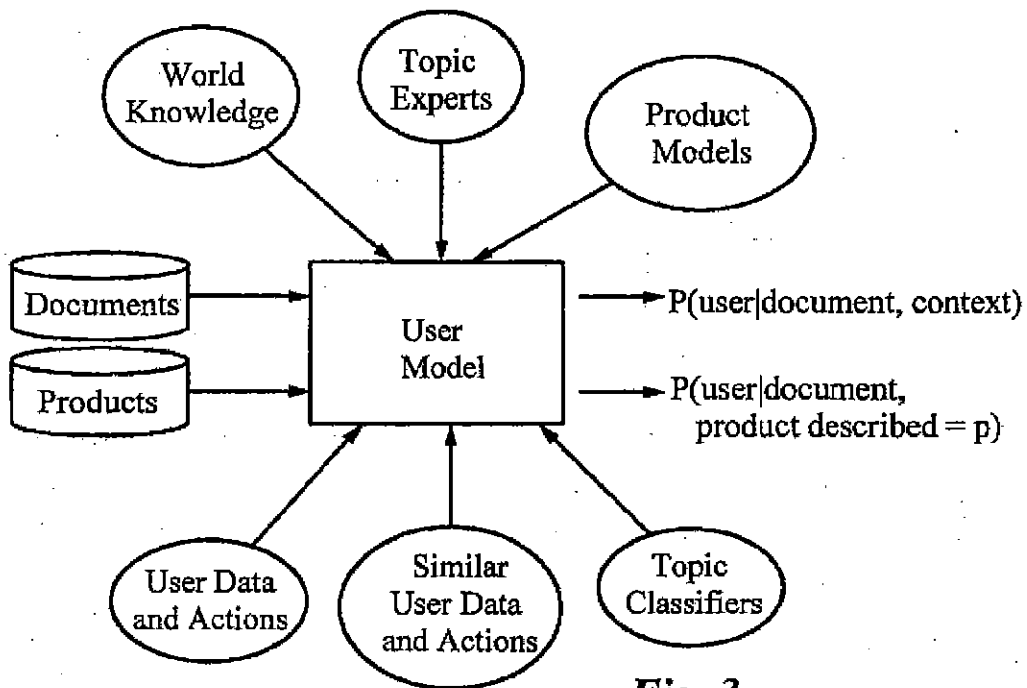 World
Knowledge
Topic
Experts
Product
Models
Documents
Products
User
Model
P(user|document, context)
P(user|document,
product described = p)
User Data
and Actions
Similar
User Data
and Actions
Topic
Classifiers